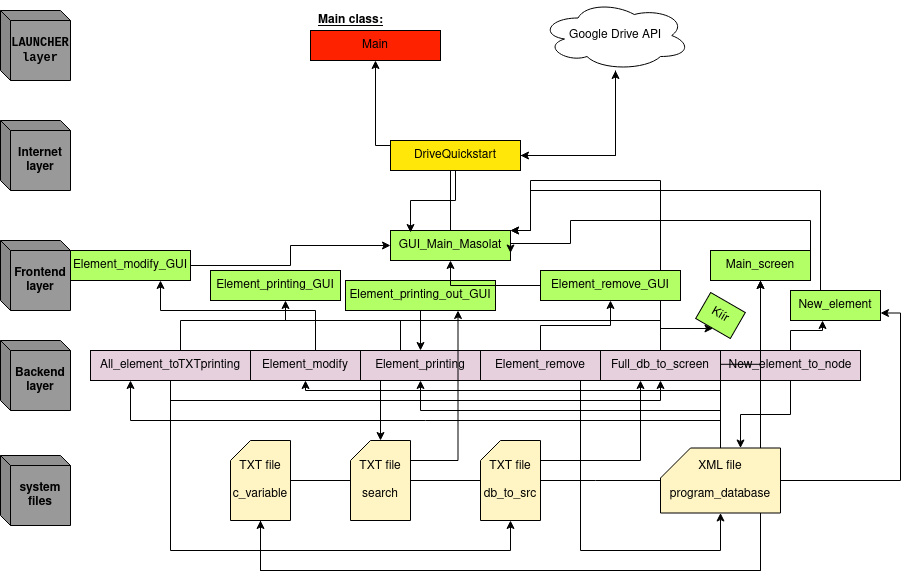 Main class:
LAUNCHER
layer
Main
Google Drive API
Internet
layer
DriveQuickstart
Frontend
layer
GUI_Main_Masolat
Element_modify_GUI
Main_screen
Element_printing_GUI
Element_printing_out_GUI
Element_remove_GUI
Kiir
New_element
Backend
layer
All_element_toTXTprinting
Element_modify
Element_printing
Element_remove
Full_db_to_screen
New_element_to_node
system
files
TXT file
c_variable
TXT file
search
TXT file
db_to_src
XML file
program_database